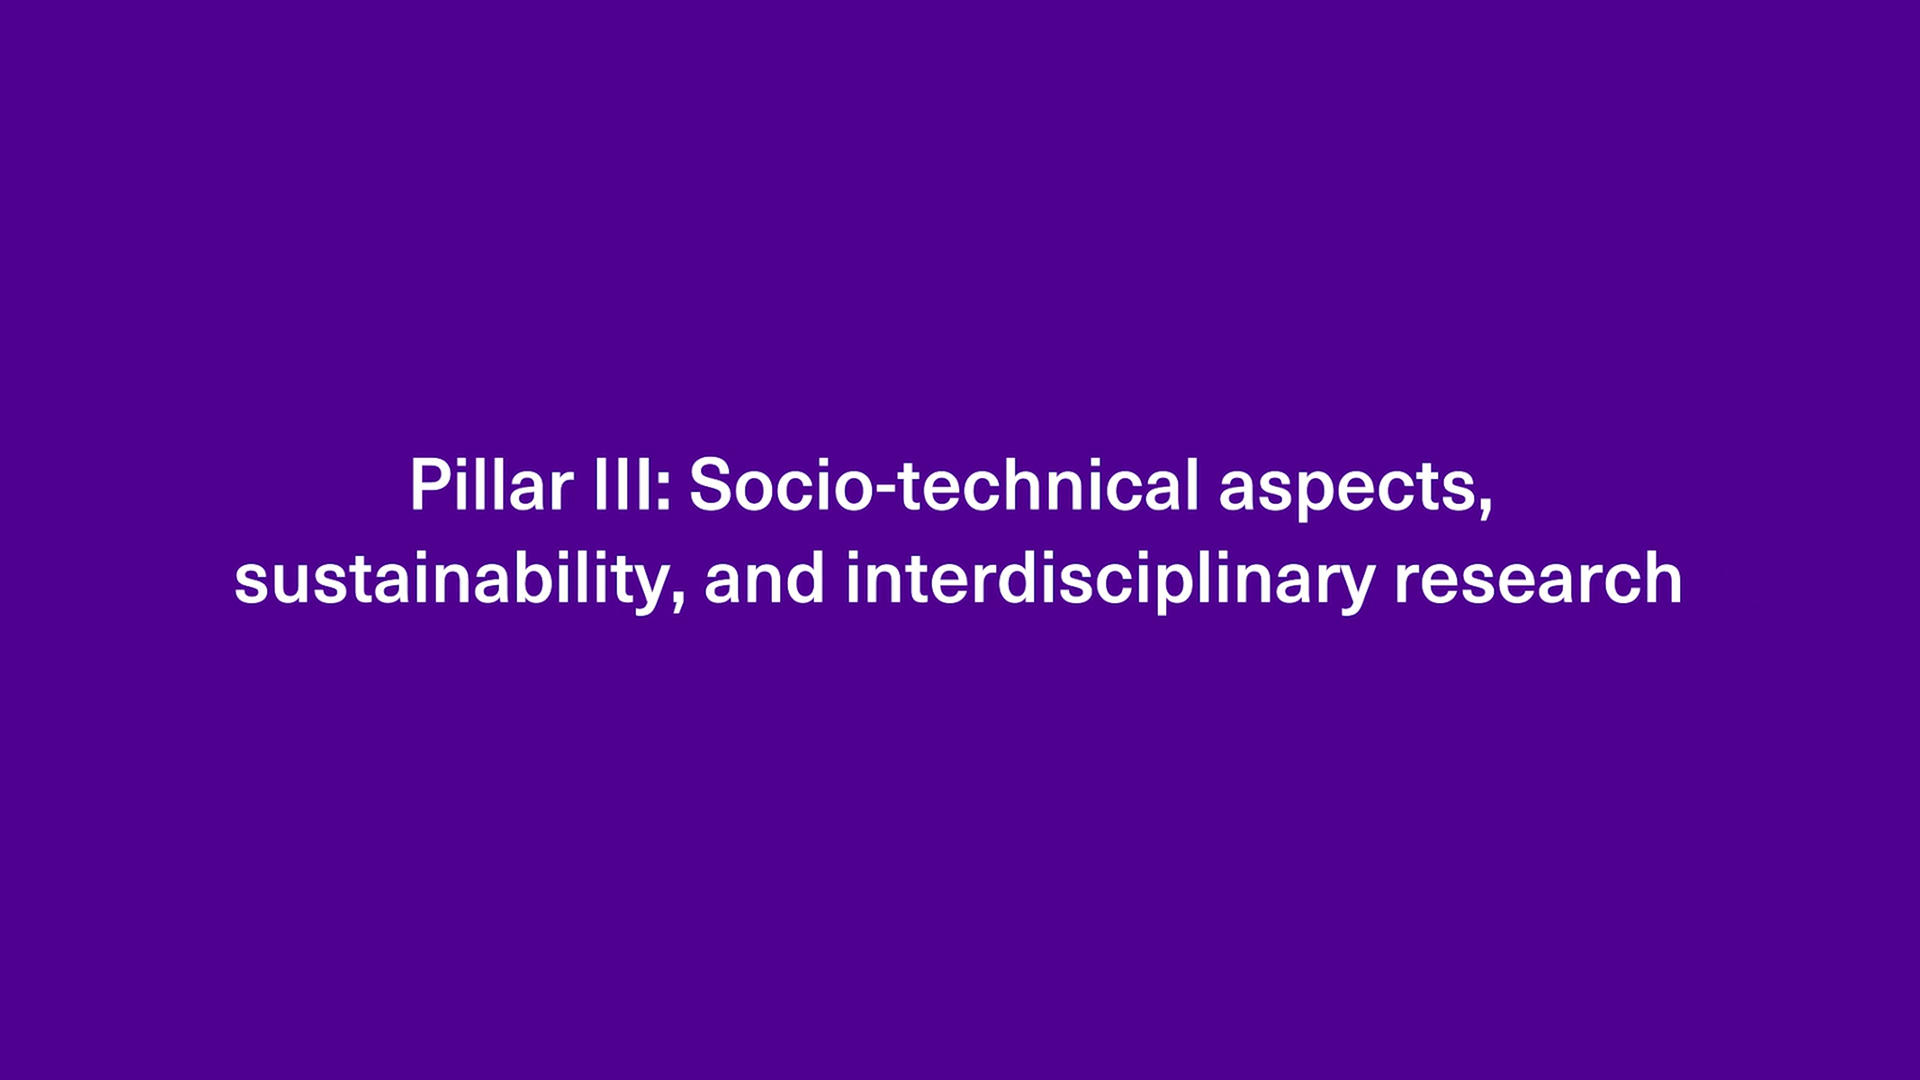 Pillar III: Socio-technical aspects,
sustainability, and interdisciplinary research